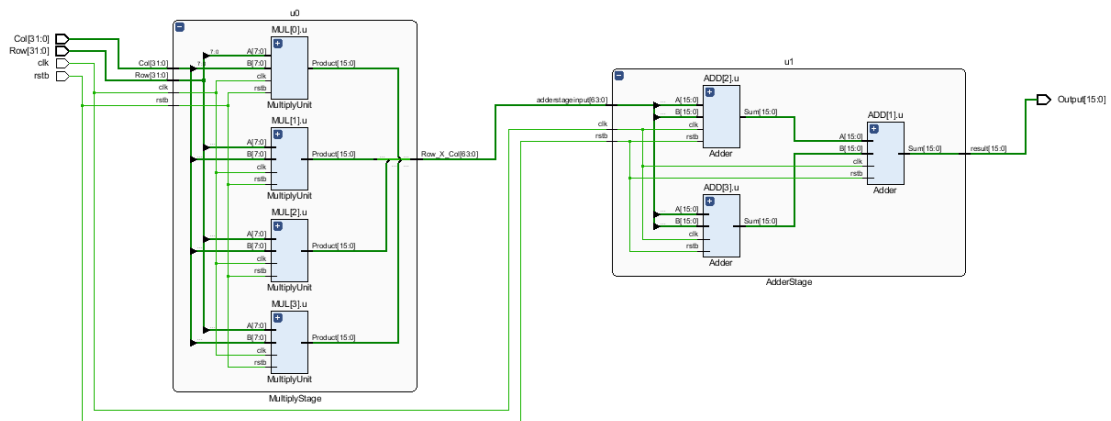 Col[31:0]
Row[31:0]
clk
rstb
u0
Col[31:0]
Row[31:0]
clk
rstb
MUL[0].u
7:0
A[7:0]
B[7:0]
clk
rstb
Product[15:0]
MultiplyUnit
MUL[1].u
A[7:0]
B[7:0]
clk
rstb
Product[15:0]
MultiplyUnit
MUL[2].u
A[7:0]
B[7:0]
clk
rstb
Product[15:0]
MultiplyUnit
MUL[3].u
A[7:0]
B[7:0]
clk
rstb
Product[15:0]
MultiplyUnit
Row_X_Col[63:0]
MultiplyStage
u1
adderstageinput[63:0]
clk
rstb
ADD[2].u
A[15:0]
B[15:0]
clk
rstb
Sum[15:0]
Adder
ADD[3].u
A[15:0]
B[15:0]
clk
rstb
Sum[15:0]
Adder
ADD[1].u
A[15:0]
B[15:0]
clk
rstb
Sum[15:0]
Adder
result[15:0]
AdderStage
Output[15:0]